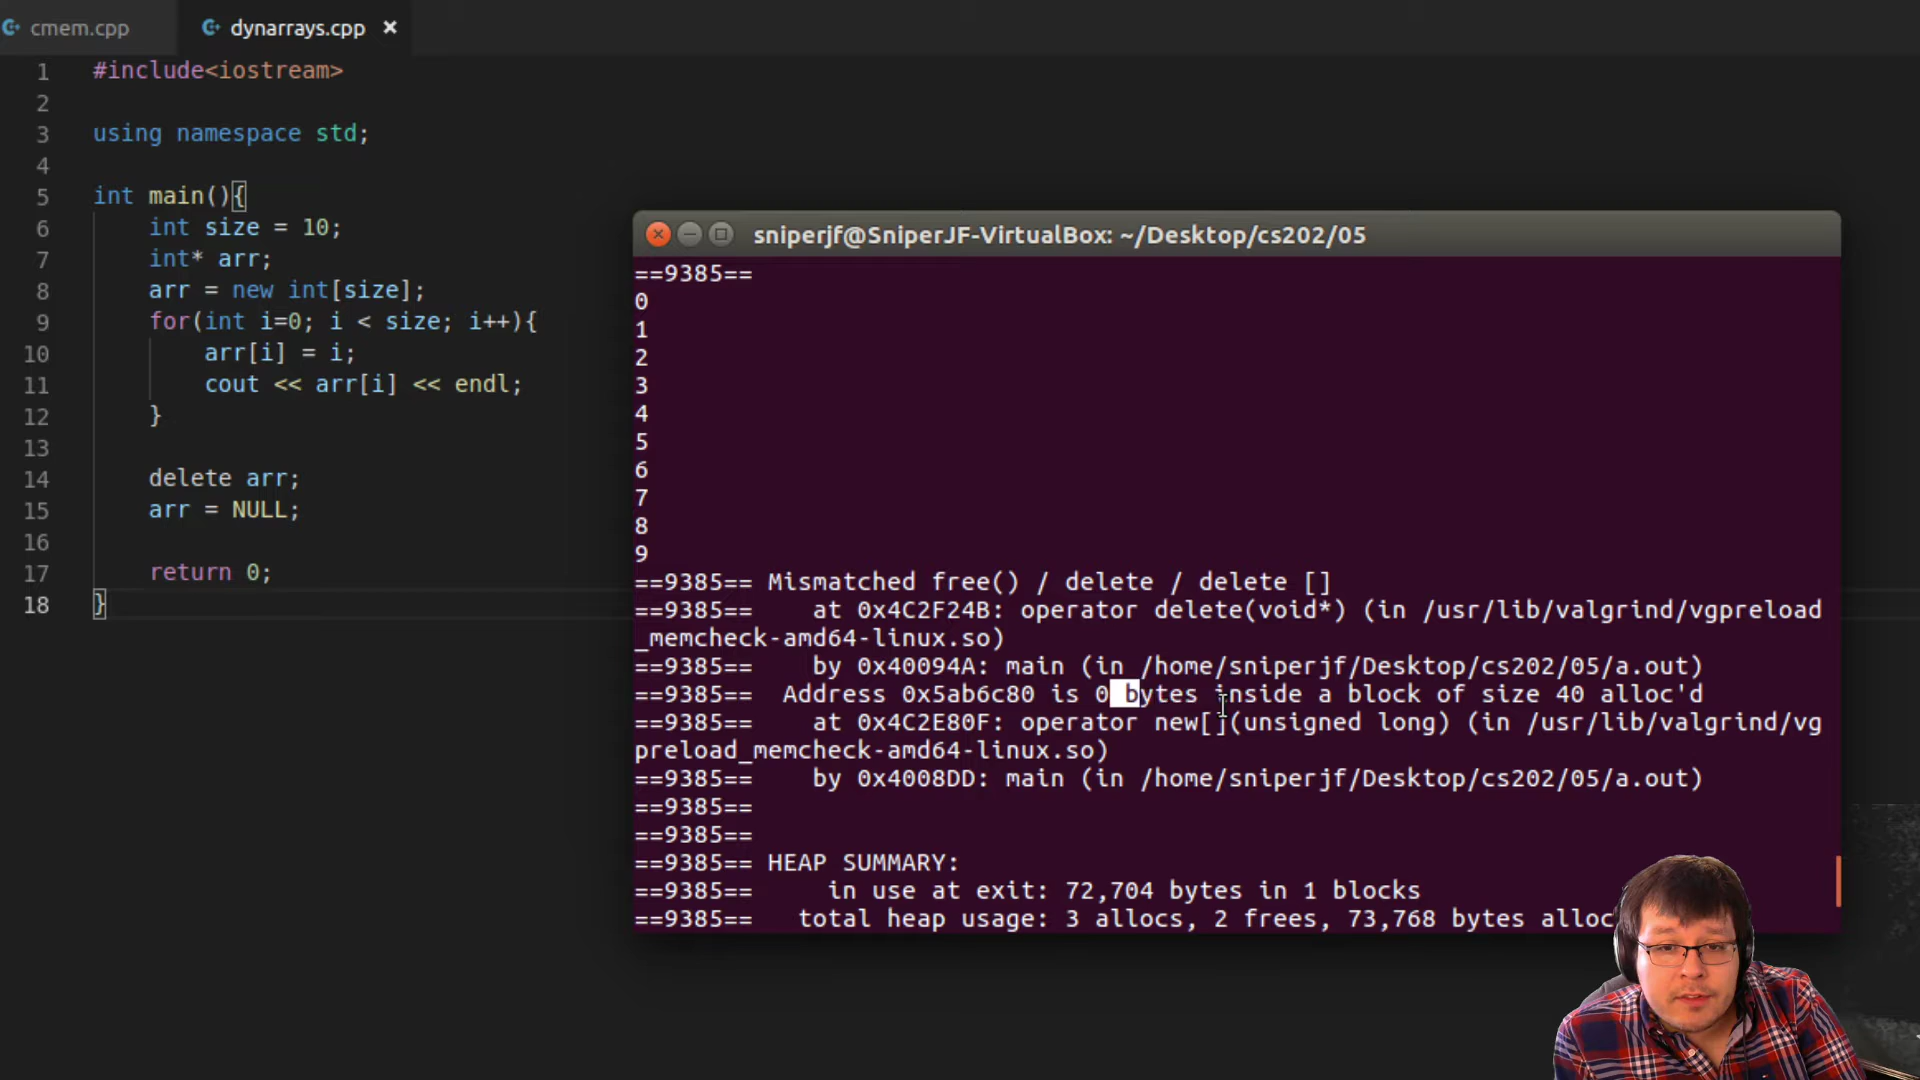 cmem.cpp
dynarrays.cpp
1 #include<iostream>
2
3 using namespace std;
4
5 int main(){
6 int size = 10;
7 int* arr;
8 arr = new int[size];
9 for(int i=0; i < size; i++){
10 arr[i] = i;
11 cout << arr[i] << endl;
12 }
13
14 delete arr;
15 arr = NULL;
16
17 return 0;
18 }
sniperjf@SniperJF-VirtualBox: ~/Desktop/cs202/05
==9385==
0
1
2
3
4
5
6
7
8
9
==9385== Mismatched free() / delete / delete []
==9385== at 0x4C2F24B: operator delete(void*) (in /usr/lib/valgrind/vgpreload
_memcheck-amd64-linux.so)
==9385== by 0x40094A: main (in /home/sniperjf/Desktop/cs202/05/a.out)
==9385== Address 0x5ab6c80 is 0 bytes inside a block of size 40 alloc'd
==9385== at 0x4C2E80F: operator new[](unsigned long) (in /usr/lib/valgrind/vg
preload_memcheck-amd64-linux.so)
==9385== by 0x4008DD: main (in /home/sniperjf/Desktop/cs202/05/a.out)
==9385==
==9385==
==9385== HEAP SUMMARY:
==9385== in use at exit: 72,704 bytes in 1 blocks
==9385== total heap usage: 3 allocs, 2 frees, 73,768 bytes alloc